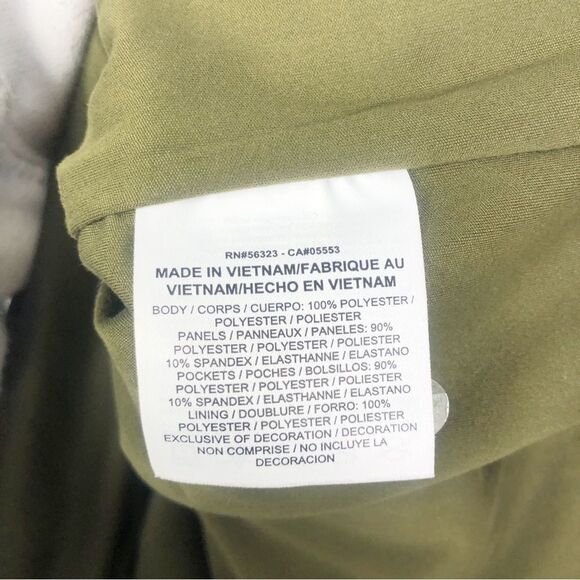 RN#56323 - CA#05553
MADE IN VIETNAM/FABRIQUE AU
VIETNAM/HECHO EN VIETNAM
BODY / CORPS / CUERPO: 100% POLYESTER /
POLYESTER / POLIESTER
PANELS / PANNEAUX / PANELES: 90%
POLYESTER / POLYESTER / POLIESTER
10% SPANDEX / ELASTHANNE / ELASTANO
POCKETS / POCHES / BOLSILLOS: 90%
POLYESTER / POLYESTER / POLIESTER
10% SPANDEX / ELASTHANNE / ELASTANO
LINING / DOUBLURE / FORRO: 100%
POLYESTER / POLYESTER / POLIESTER
EXCLUSIVE OF DECORATION / DECORATION
NON COMPRISE / NO INCLUYE LA
DECORACION